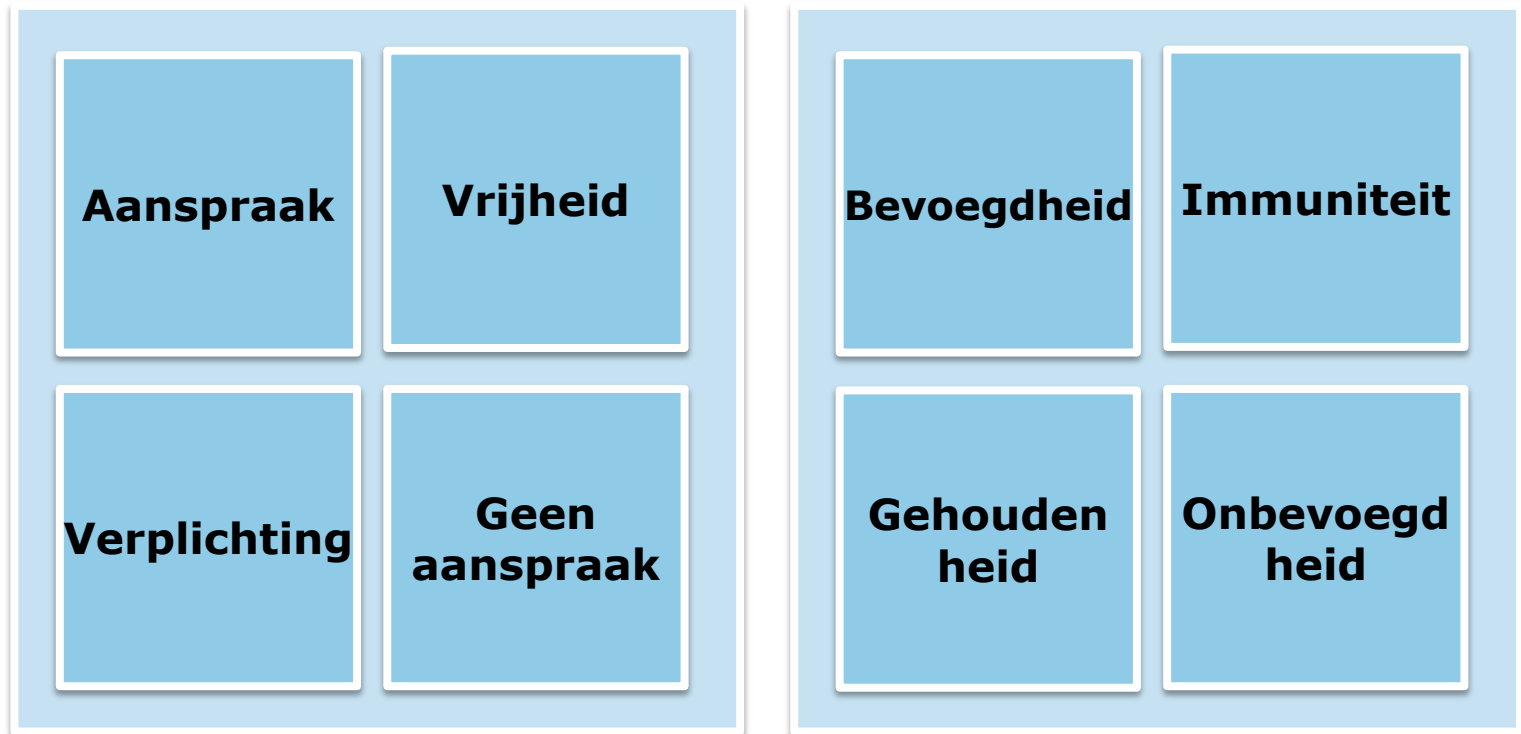 Aanspraak
Vrijheid
Verplichting
Geen
aanspraak
Bevoegdheid
Immuniteit
Gehouden
heid
Onbevoegd
heid